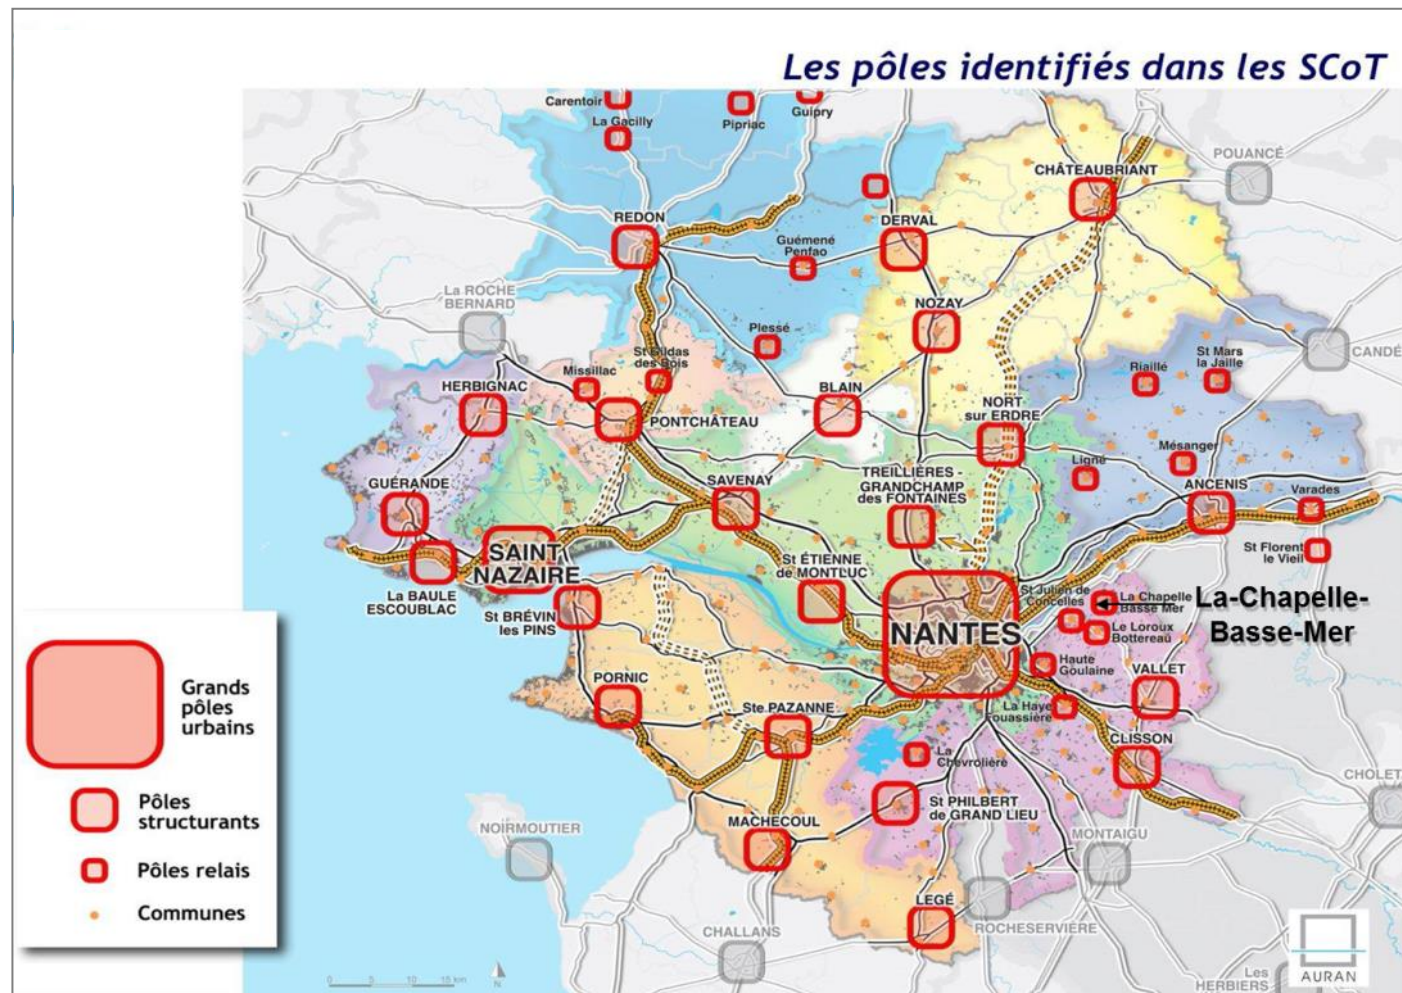 Les pôles identifiés dans les SCoT
Carentoir
La Gacilly
Pipriac
Guipry
POUANCÉ
CHÂTEAUBRIANT
REDON
DERVAL
Guémené
Penfao
La ROCHE
BERNARD
NOZAY
Plessé
CANDÉ
St Gildas
des Bois
Missillac
Riaillé
St Mars
la Jaille
HERBIGNAC
BLAIN
NORT
sur ERDRE
PONTCHÂTEAU
Mésanger
Ligné
TREILLIÈRES -
GRANDCHAMP
des FONTAINES
GUÉRANDE
SAVENAY
ANCENIS
Varades
SAINT
NAZAIRE
St Florent
le Vieil
St ÉTIENNE
de MONTLUC
La BAULE
ESCOUBLAC
St BRÉVIN
les PINS
St Julien de
Concelles
La Chapelle
Basse Mer
La-Chapelle-
Basse-Mer
NANTES
Le Loroux
Bottereau
Haute
Goulaine
VALLET
PORNIC
Ste PAZANNE
La Haye
Fouassière
CLISSON
La
Chevrolière
CHOLET
St PHILBERT
de GRAND LIEU
MACHECOUL
NOIRMOUTIER
MONTAIGU
LEGÉ
ROCHESERVIÈRE
CHALLANS
Les
HERBIERS
Grands
pôles
urbains
Pôles
structurants
Pôles relais
Communes
0 5 10 15 km
N
AURAN